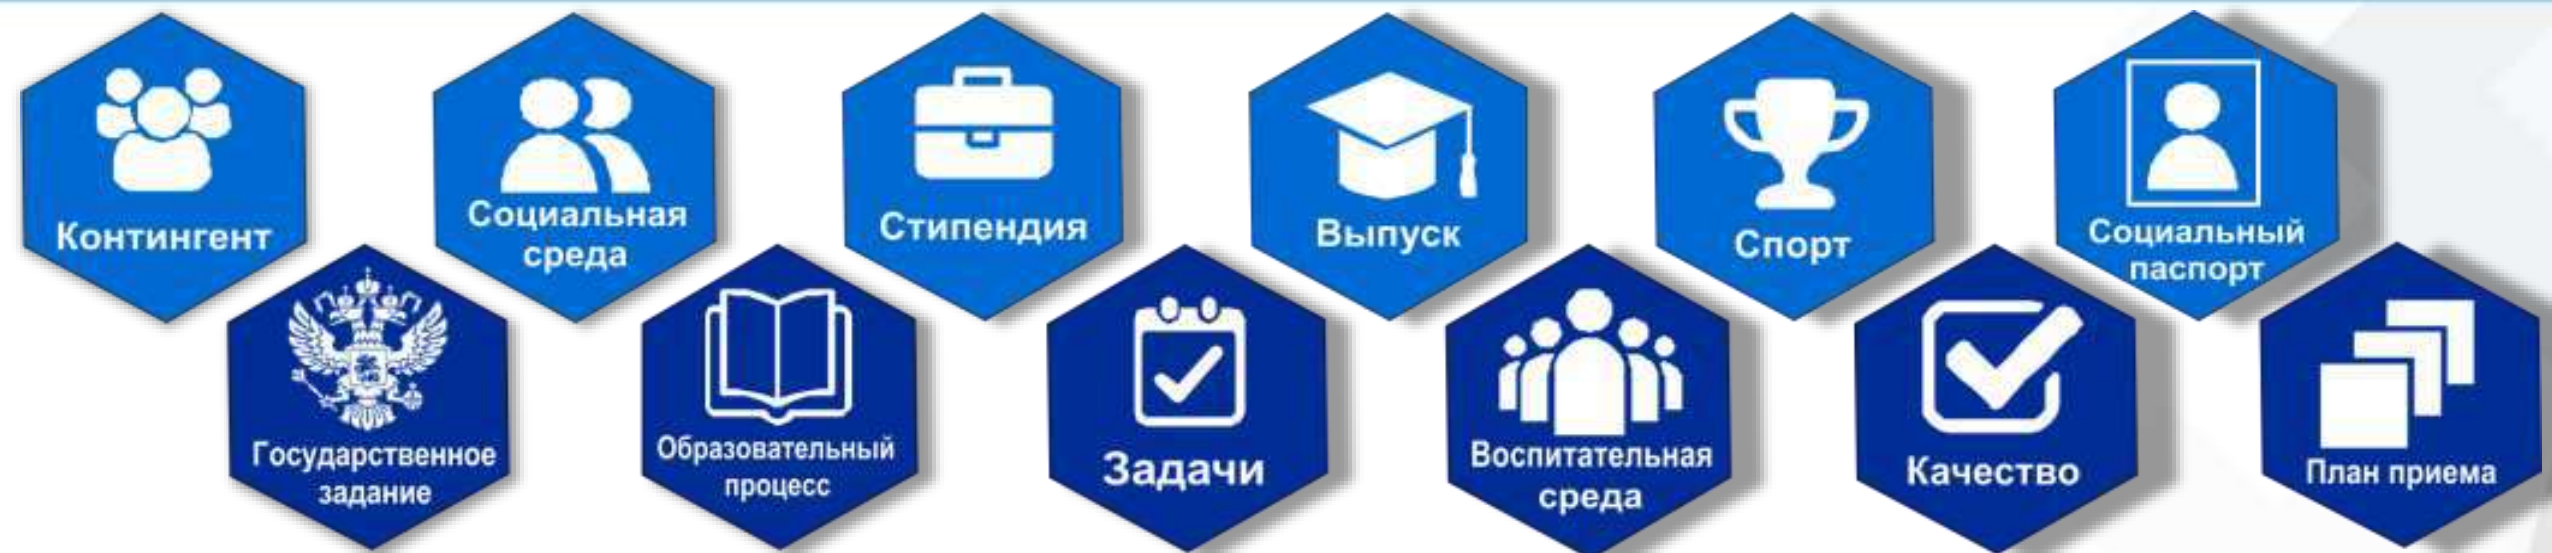 Контингент
Социальная
среда
Стипендия
Выпуск
Спорт
Социальный
паспорт
Государственное
задание
Образовательный
процесс
Задачи
Воспитательная
среда
Качество
План приема